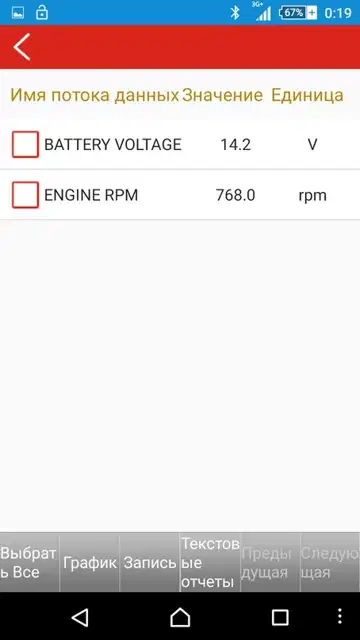 3G+ 67% 0:19
Имя потока данных Значение Единица
BATTERY VOLTAGE 14.2 V
ENGINE RPM 768.0 rpm
Выбрат
ь Все
График
Запись
Текстов
ые
отчеты
Преды
дущая
Следую
щая